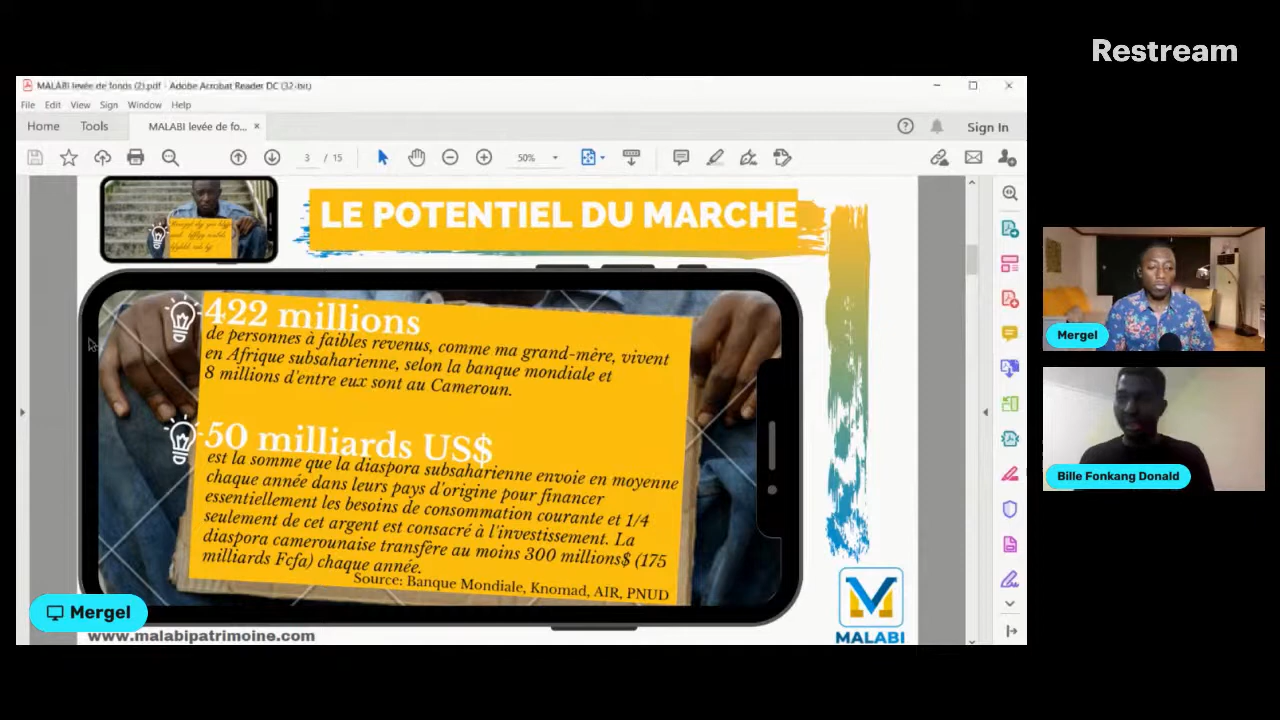 Restream
MALABI levée de fonds (2).pdf - Adobe Acrobat Reader DC (32-bit)
File Edit View Sign Window Help
Home Tools MALABI levée de fo... × Sign In
3 / 15 50%
LE POTENTIEL DU MARCHE
422 millions
de personnes à faibles revenus, comme ma grand-mère, vivent
en Afrique subsaharienne, selon la banque mondiale et
8 millions d'entre eux sont au Cameroun.
50 milliards US$
est la somme que la diaspora subsaharienne envoie en moyenne
chaque année dans leurs pays d'origine pour financer
essentiellement les besoins de consommation courante et 1/4
seulement de cet argent est consacré à l'investissement. La
diaspora camerounaise transfère au moins 300 millions$ (175
milliards Fcfa) chaque année.
Source: Banque Mondiale, Knomad, AIR, PNUD
www.malabipatrimoine.com
MALABI
Mergel
Mergel
Bille Fonkang Donald